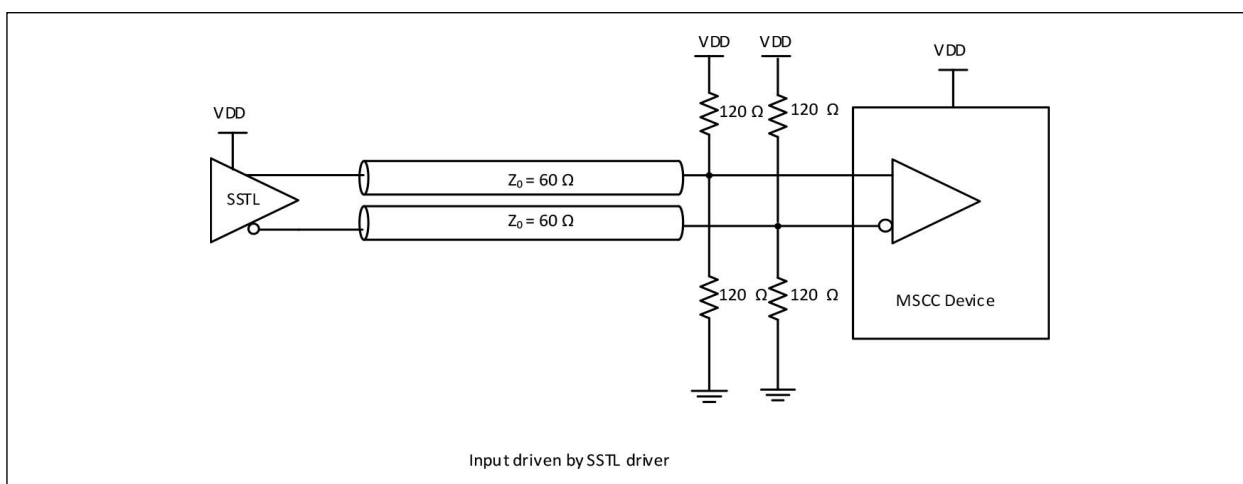 VDD VDD
VDD
120 Ω 120 Ω
VDD
Z₀ = 60 Ω
SSTL
Z₀ = 60 Ω
120 Ω 120 Ω
MSCC Device
Input driven by SSTL driver